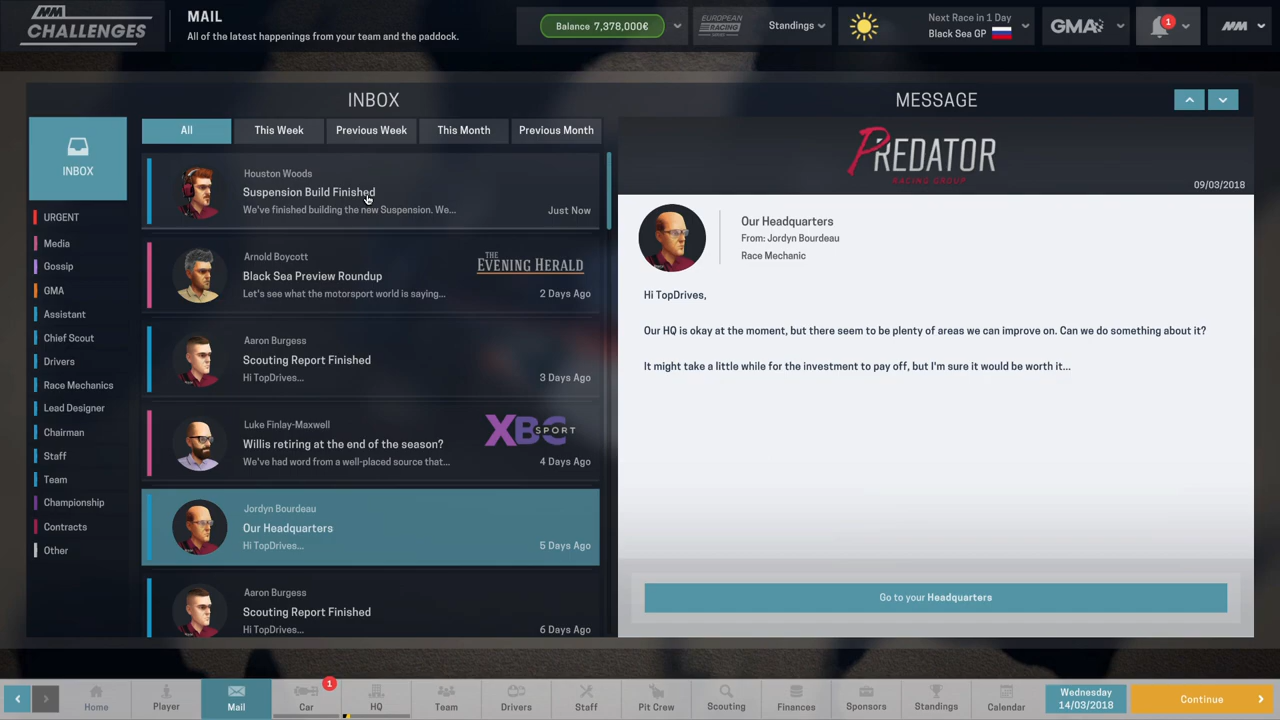 MM
CHALLENGES
MAIL
All of the latest happenings from your team and the paddock.
Balance 7,378,000€
EUROPEAN
RACING
Standings
Next Race in 1 Day
Black Sea GP
GMA
1
MM
INBOX
MESSAGE
INBOX
All
This Week
Previous Week
This Month
Previous Month
URGENT
Media
Gossip
GMA
Assistant
Chief Scout
Drivers
Race Mechanics
Lead Designer
Chairman
Staff
Team
Championship
Contracts
Other
Houston Woods
Suspension Build Finished
We've finished building the new Suspension. We...
Just Now
Arnold Boycott
Black Sea Preview Roundup
Let's see what the motorsport world is saying...
THE
EVENING HERALD
2 Days Ago
Aaron Burgess
Scouting Report Finished
Hi TopDrives...
3 Days Ago
Luke Finlay-Maxwell
Willis retiring at the end of the season?
We've had word from a well-placed source that...
XBC SPORT
4 Days Ago
Jordyn Bourdeau
Our Headquarters
Hi TopDrives...
5 Days Ago
Aaron Burgess
Scouting Report Finished
Hi TopDrives...
6 Days Ago
PREDATOR
RACING GROUP
09/03/2018
Our Headquarters
From: Jordyn Bourdeau
Race Mechanic
Hi TopDrives,
Our HQ is okay at the moment, but there seem to be plenty of areas we can improve on. Can we do something about it?
It might take a little while for the investment to pay off, but I'm sure it would be worth it...
Go to your Headquarters
Home
Player
Mail
1
Car
HQ
Team
Drivers
Staff
Pit Crew
Scouting
Finances
Sponsors
Standings
Calendar
Wednesday
14/03/2018
Continue